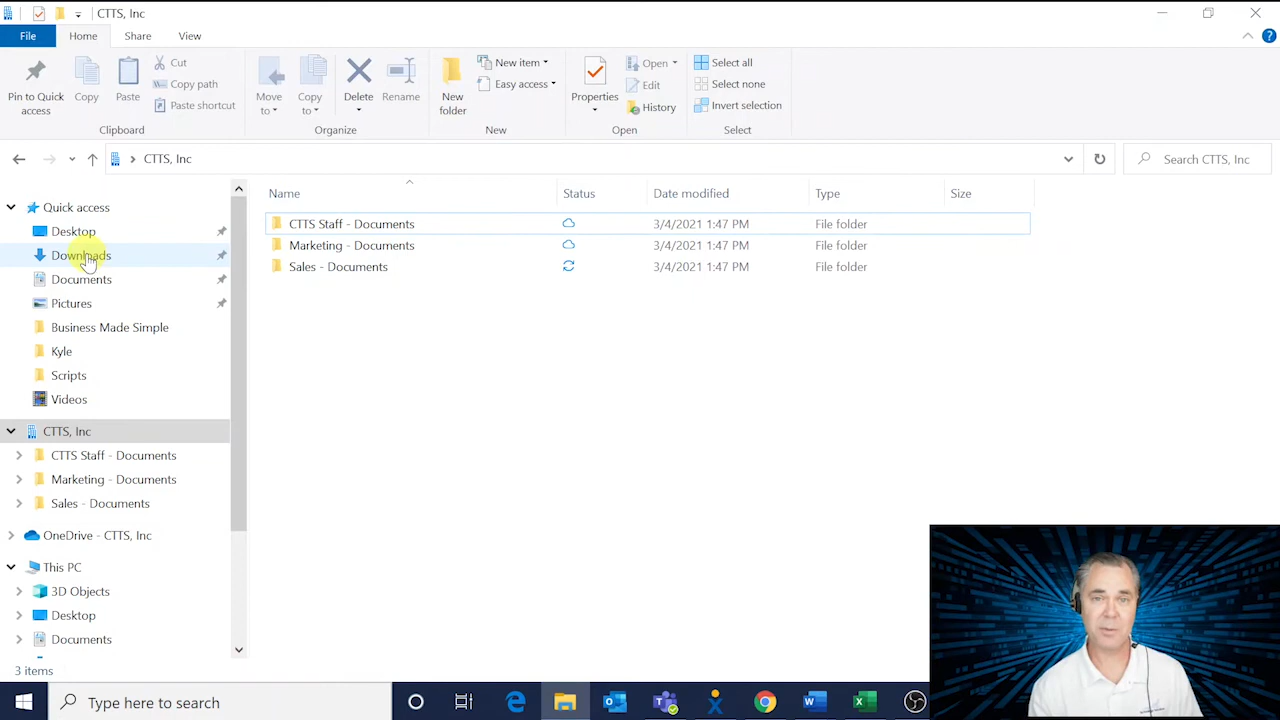 CTTS, Inc
File Home Share View
Pin to Quick access
Copy
Paste
Cut
Copy path
Paste shortcut
Clipboard
Move to
Copy to
Delete
Rename
Organize
New folder
New item
Easy access
New
Properties
Open
Edit
History
Open
Select all
Select none
Invert selection
Select
CTTS, Inc
Search CTTS, Inc
Quick access
Desktop
Downloads
Documents
Pictures
Business Made Simple
Kyle
Scripts
Videos
CTTS, Inc
CTTS Staff - Documents
Marketing - Documents
Sales - Documents
OneDrive - CTTS, Inc
This PC
3D Objects
Desktop
Documents
Name Status Date modified Type Size
CTTS Staff - Documents 3/4/2021 1:47 PM File folder
Marketing - Documents 3/4/2021 1:47 PM File folder
Sales - Documents 3/4/2021 1:47 PM File folder
3 items
Type here to search